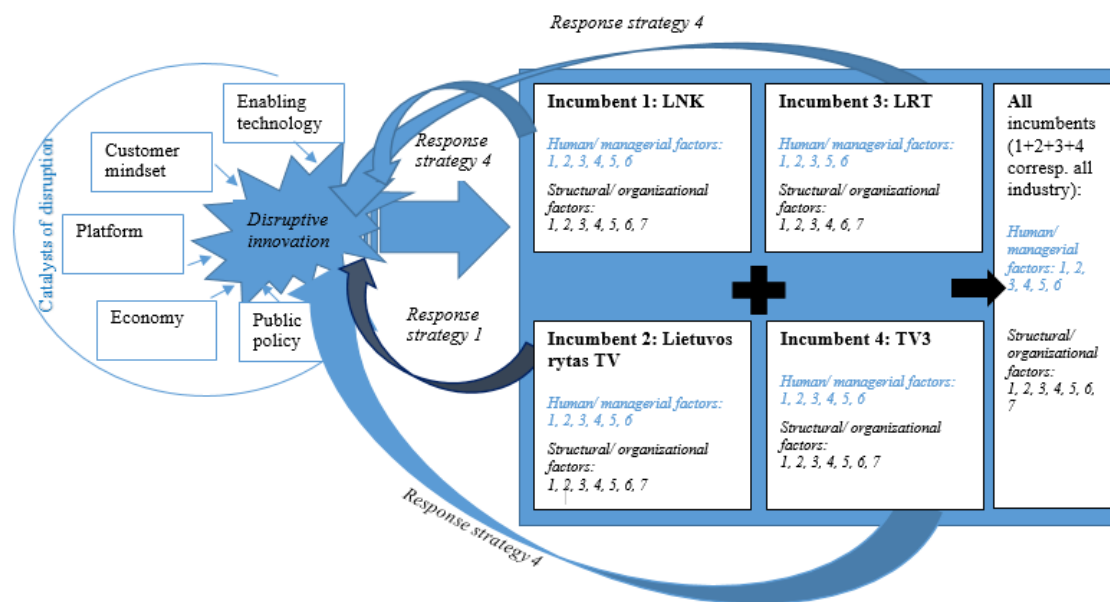 Response strategy 4
Catalysts of disruption
Enabling
technology
Customer
mindset
Platform
Economy
Public
policy
Disruptive
innovation
Response
strategy 4
Response
strategy 1
Response strategy 4
Incumbent 1: LNK
Human/ managerial factors:
1, 2, 3, 4, 5, 6
Structural/ organizational
factors:
1, 2, 3, 4, 5, 6, 7
Incumbent 3: LRT
Human/ managerial factors:
1, 2, 3, 5, 6
Structural/ organizational
factors:
1, 2, 3, 4, 6, 7
Incumbent 2: Lietuvos
rytas TV
Human/ managerial factors:
1, 2, 3, 4, 5, 6
Structural/ organizational
factors:
1, 2, 3, 4, 5, 6, 7
Incumbent 4: TV3
Human/ managerial factors:
1, 2, 3, 4, 5, 6
Structural/ organizational
factors:
1, 2, 3, 4, 5, 6, 7
All
incumbents
(1+2+3+4
corresp. all
industry):
Human/
managerial
factors: 1, 2,
3, 4, 5, 6
Structural/
organizational
factors:
1, 2, 3, 4, 5, 6,
7